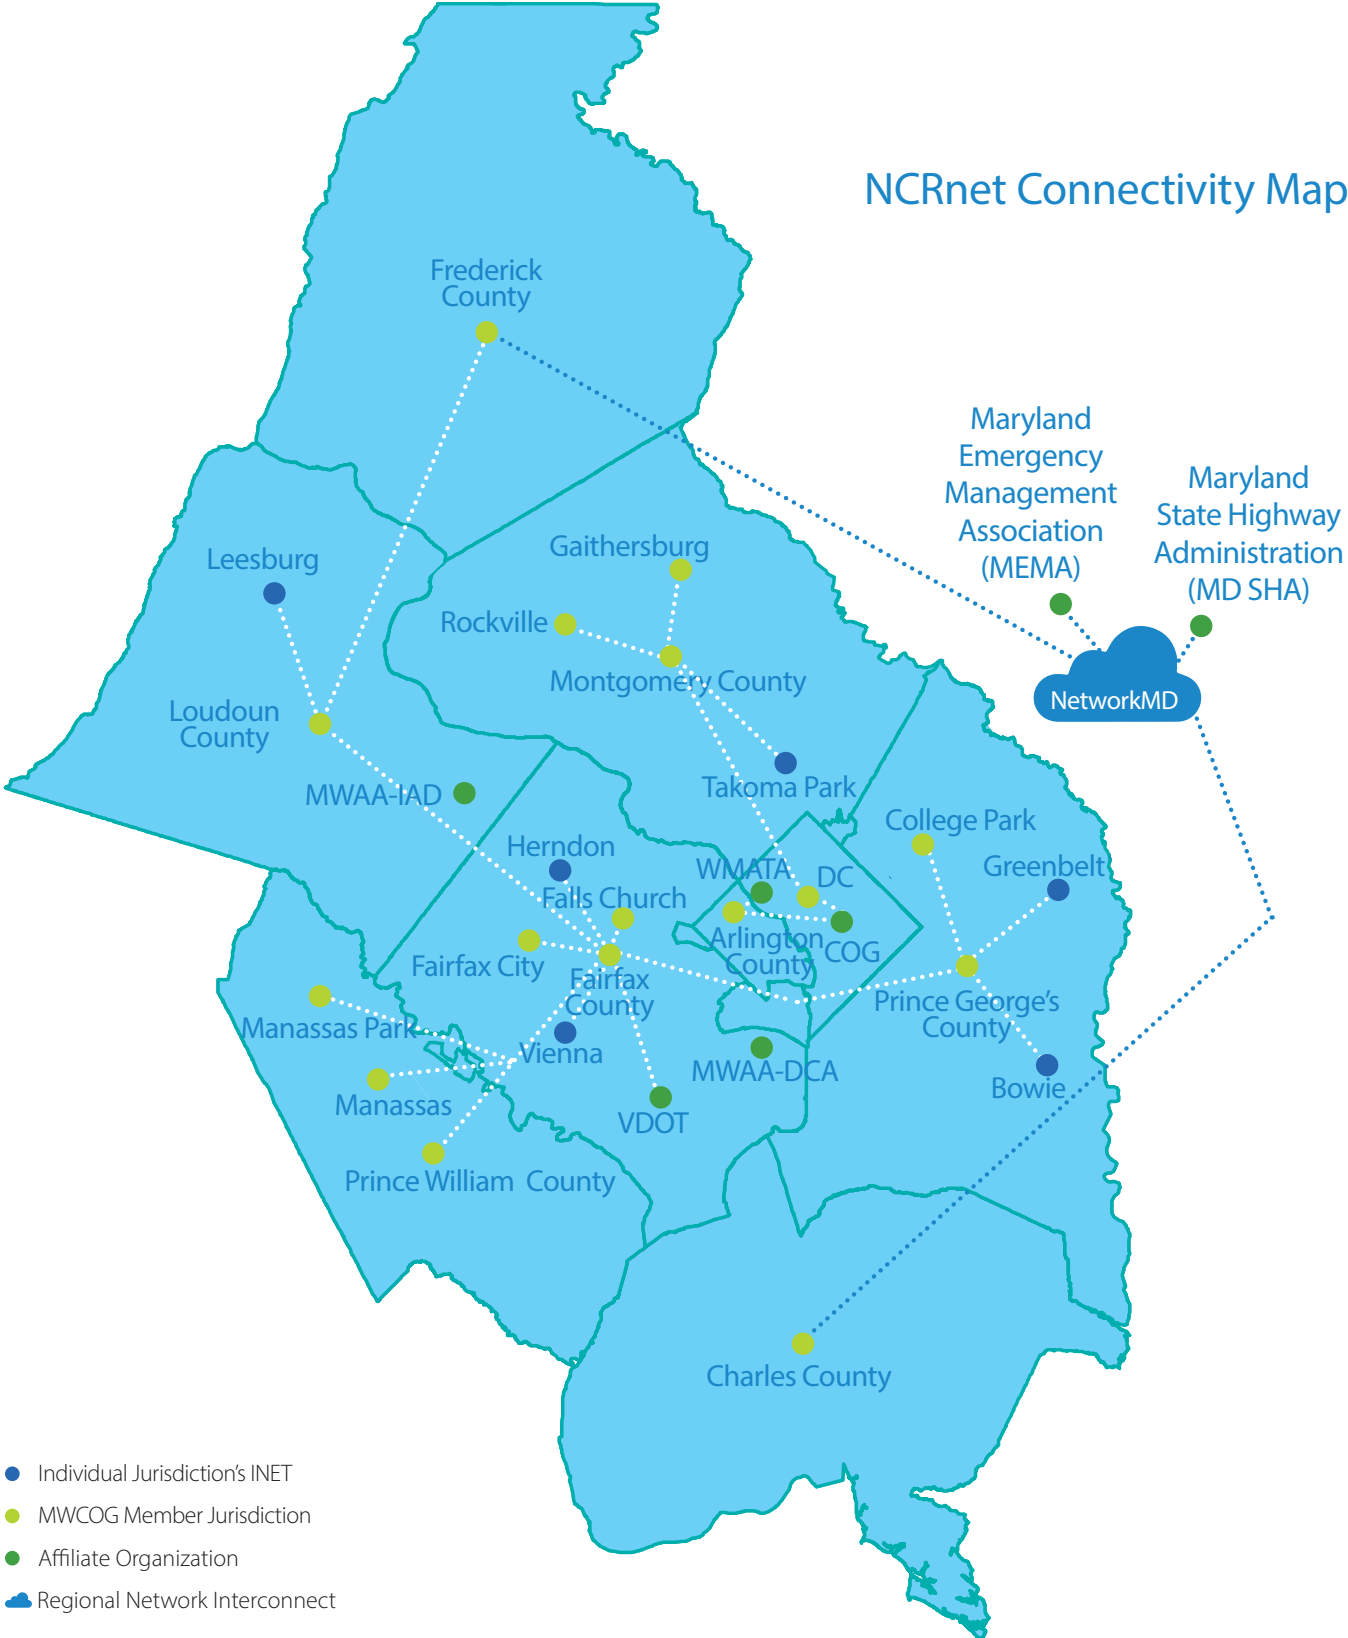 NCRnet Connectivity Map
Frederick
County
Maryland
Emergency
Management
Association
(MEMA)
Maryland
State Highway
Administration
(MD SHA)
NetworkMD
Leesburg
Gaithersburg
Rockville
Montgomery County
Loudoun
County
MWAA-IAD
Takoma Park
College Park
Greenbelt
Herndon
Falls Church
WMATA
DC
Arlington
County
COG
Fairfax City
Fairfax
County
Prince George's
County
Manassas Park
Vienna
MWAA-DCA
Bowie
Manassas
VDOT
Prince William County
Charles County
Individual Jurisdiction's INET
MWCOG Member Jurisdiction
Affiliate Organization
Regional Network Interconnect